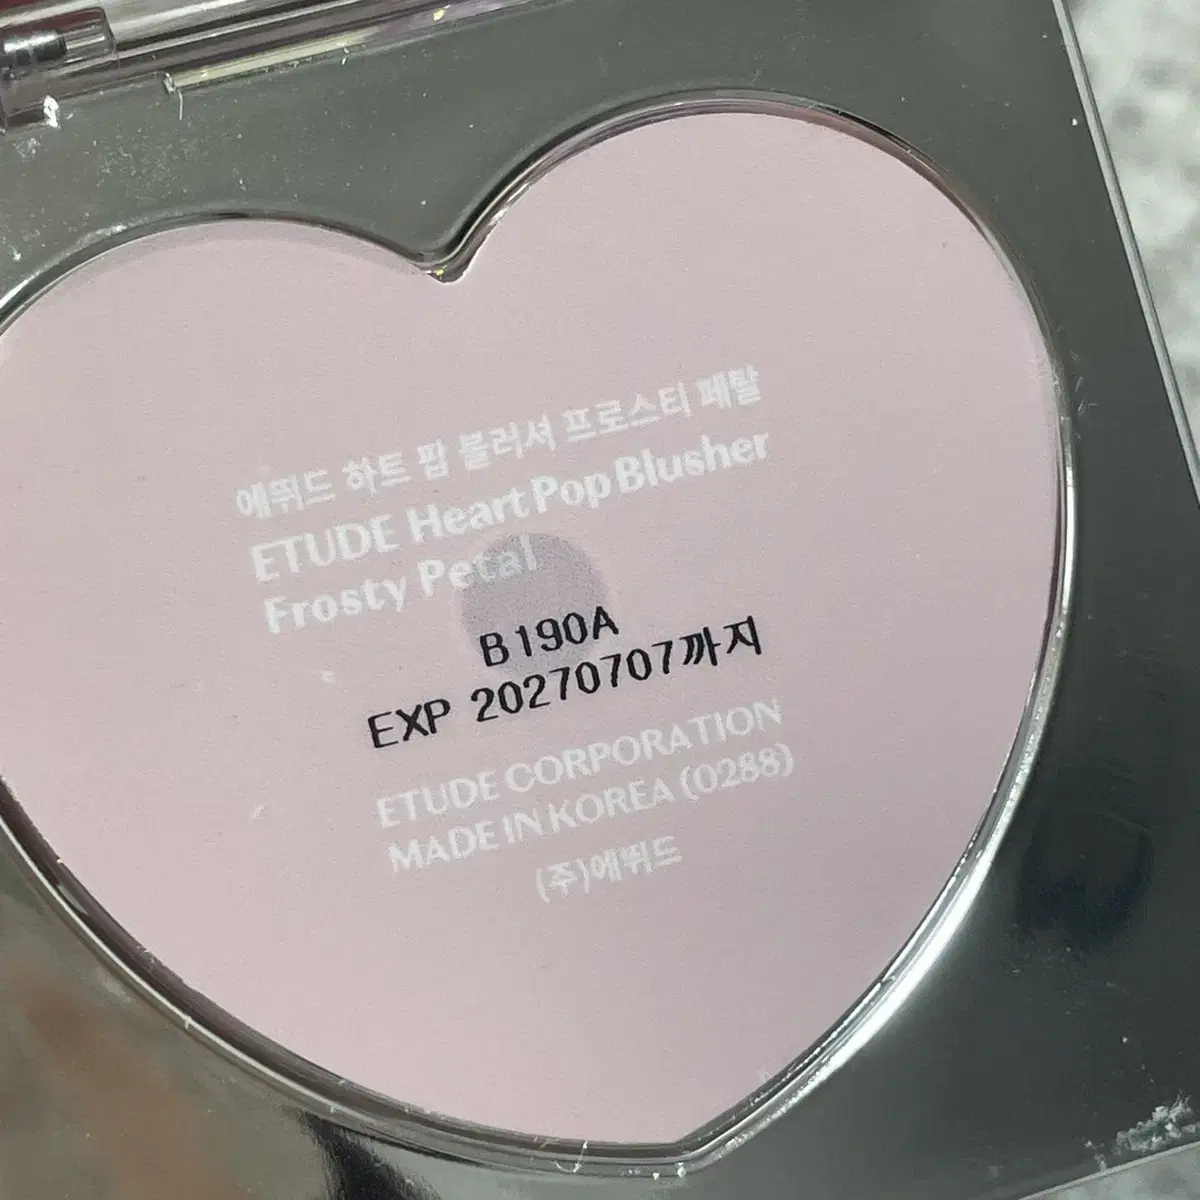 에뛰드 하트 팝 블러셔 프로스티 페탈
ETUDE Heart Pop Blusher
Frosty Petal
B190A
EXP 20270707까지
ETUDE CORPORATION
MADE IN KOREA (0288)
(주)에뛰드